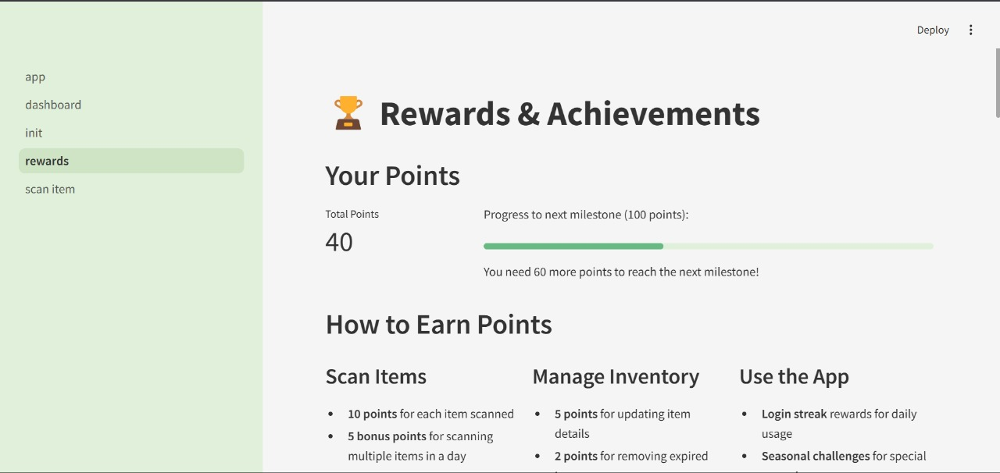 Deploy
app
dashboard
init
rewards
scan item
Rewards & Achievements
Your Points
Total Points
40
Progress to next milestone (100 points):
You need 60 more points to reach the next milestone!
How to Earn Points
Scan Items
10 points for each item scanned
5 bonus points for scanning
multiple items in a day
Manage Inventory
5 points for updating item
details
2 points for removing expired
Use the App
Login streak rewards for daily
usage
Seasonal challenges for special